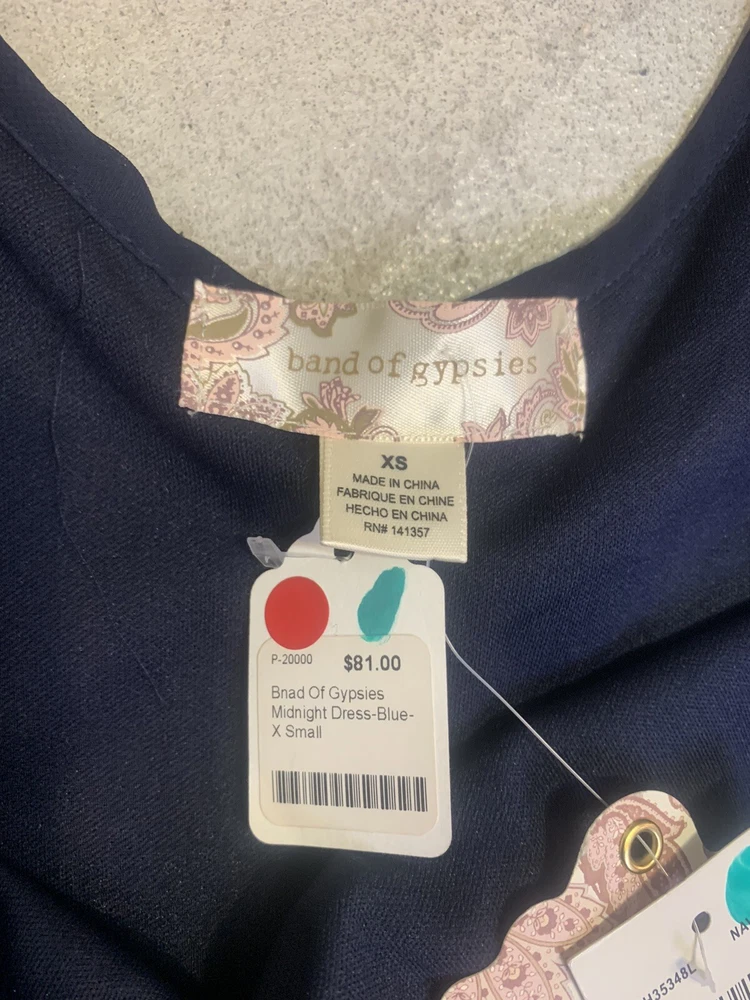 band of gypsies
XS
MADE IN CHINA
FABRIQUE EN CHINE
HECHO EN CHINA
RN# 141357
P-20000 $81.00
Bnad Of Gypsies
Midnight Dress-Blue-
X Small